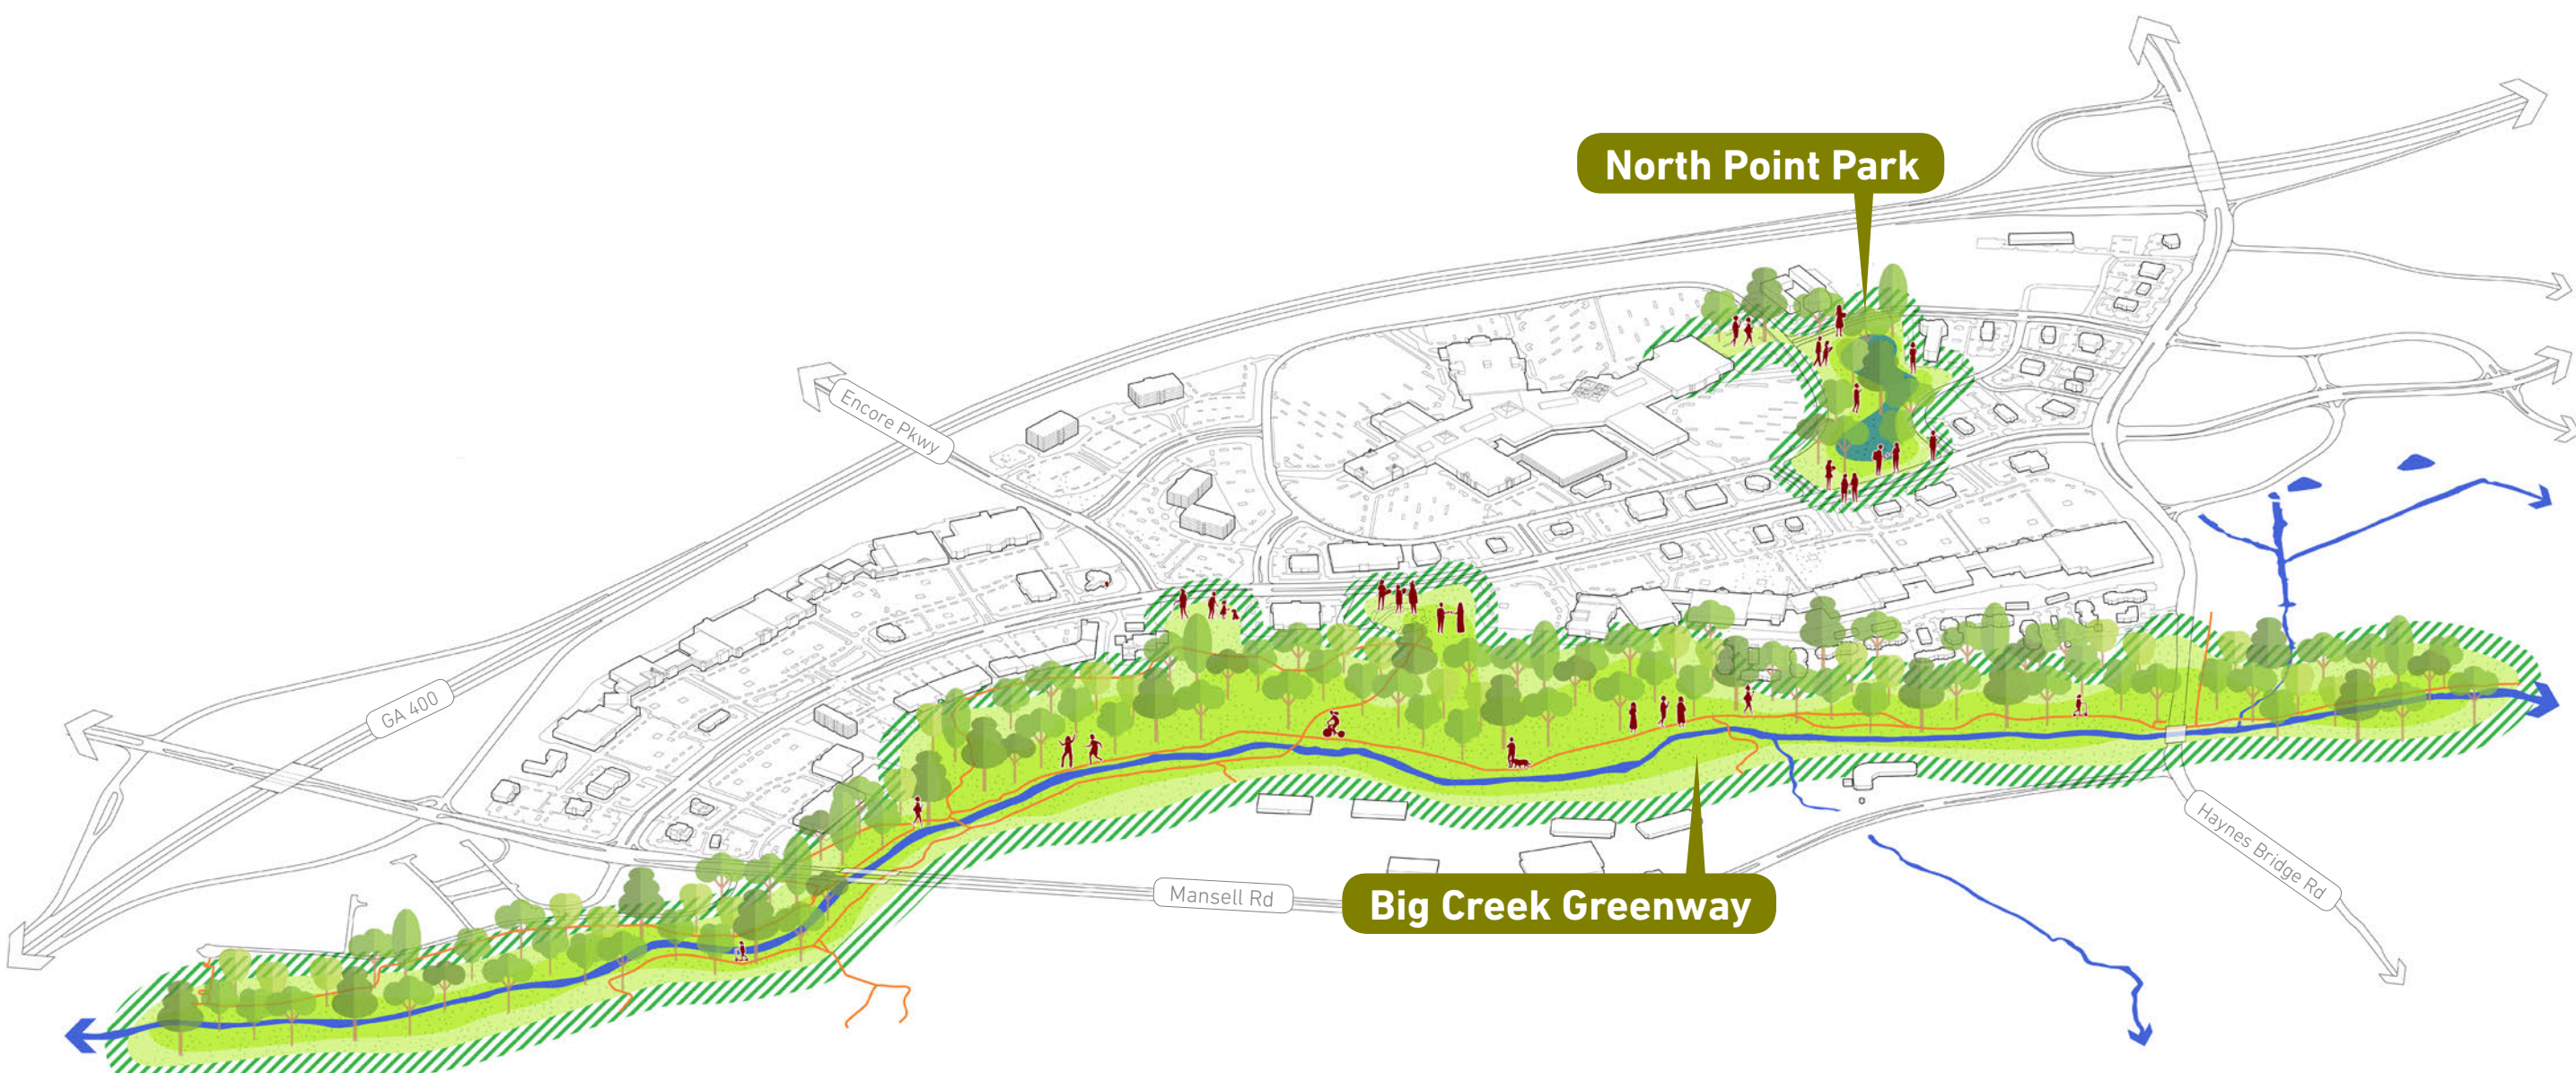 North Point Park
Encore Pkwy
GA 400
Haynes Bridge Rd
Mansell Rd
Big Creek Greenway